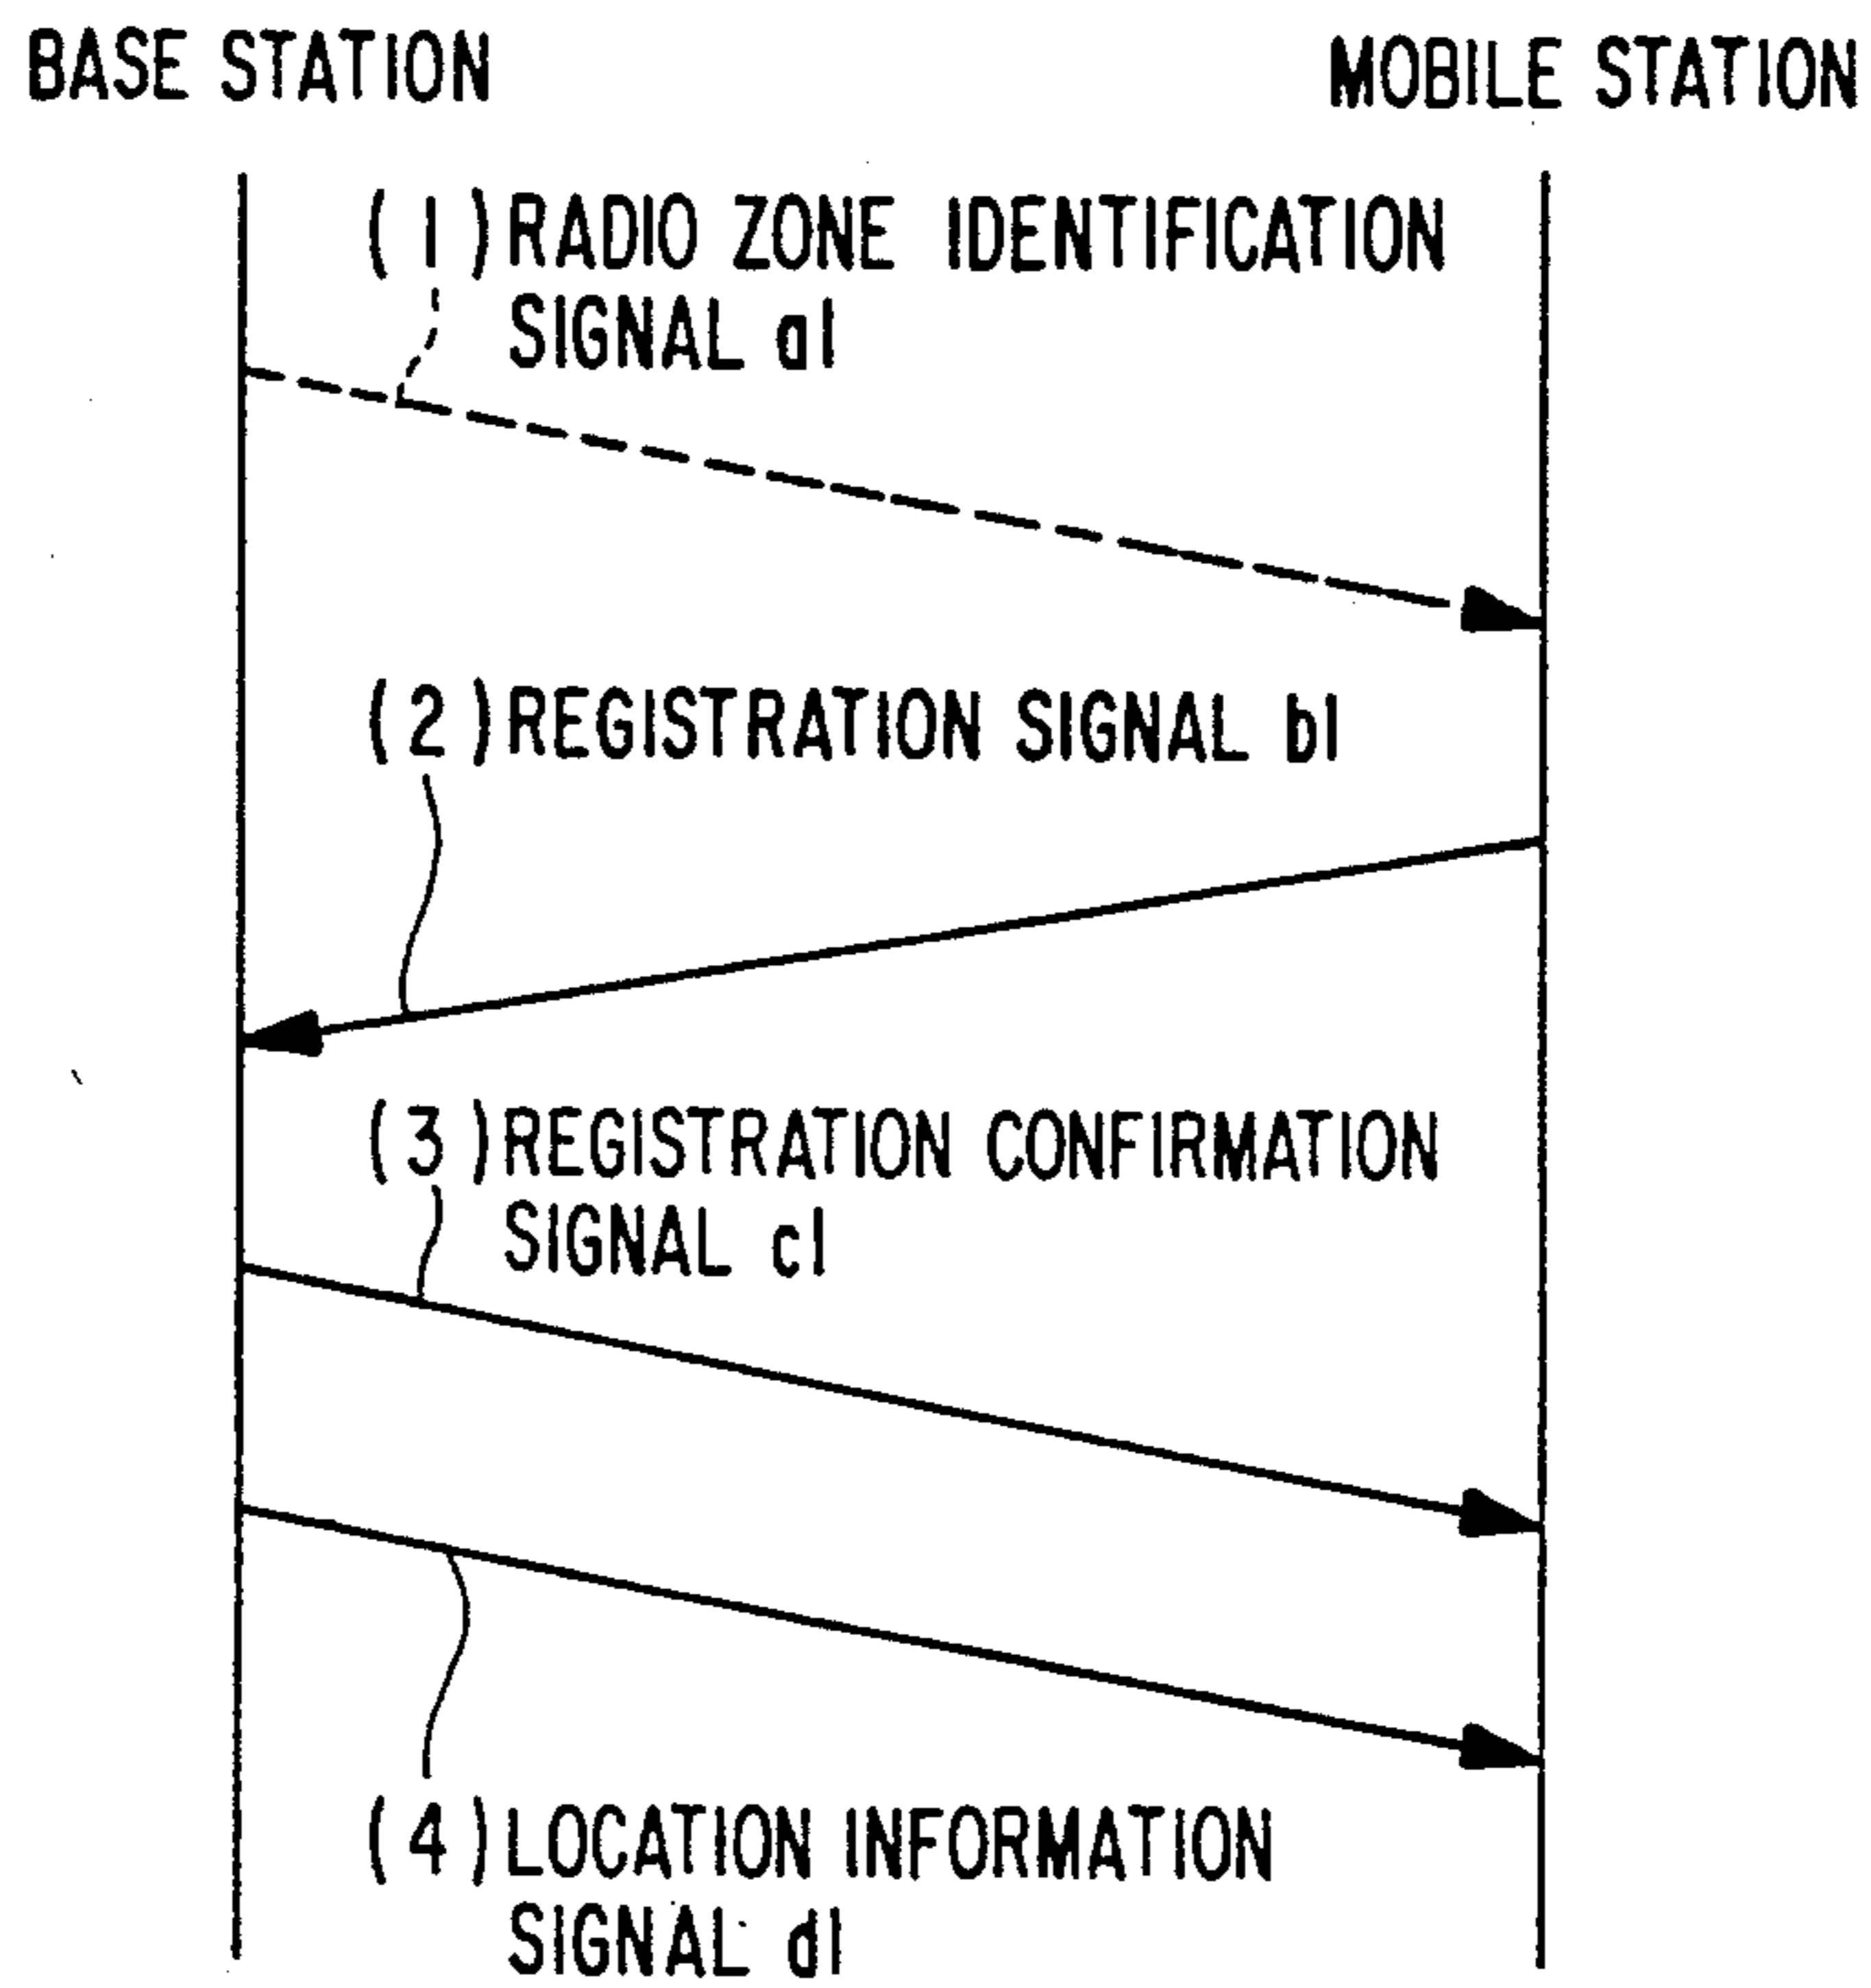 BASE STATION
MOBILE STATION
(1) RADIO ZONE IDENTIFICATION
SIGNAL a1
(2) REGISTRATION SIGNAL b1
(3) REGISTRATION CONFIRMATION
SIGNAL c1
(4) LOCATION INFORMATION
SIGNAL d1